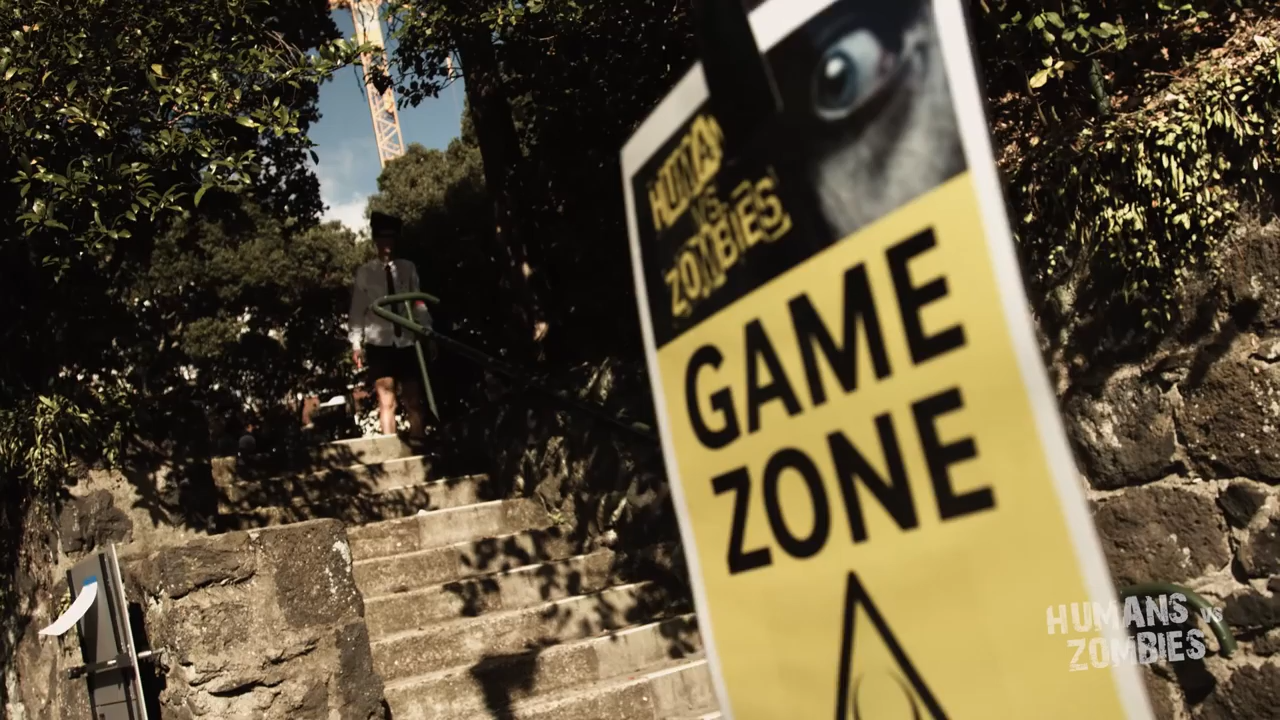 HUMANS
VS.
ZOMBIES
GAME
ZONE
HUMANS VS
ZOMBIES